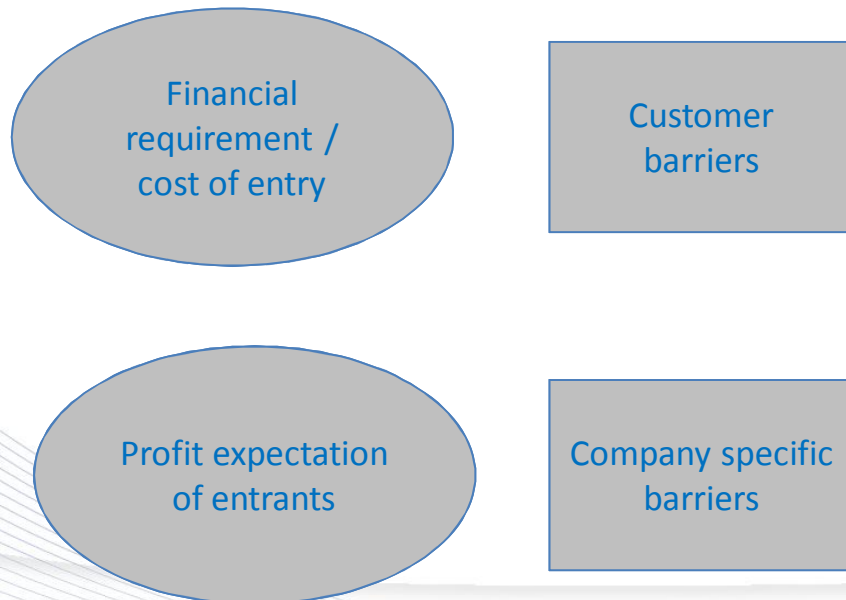 Financial
requirement /
cost of entry
Customer
barriers
Profit expectation
of entrants
Company specific
barriers